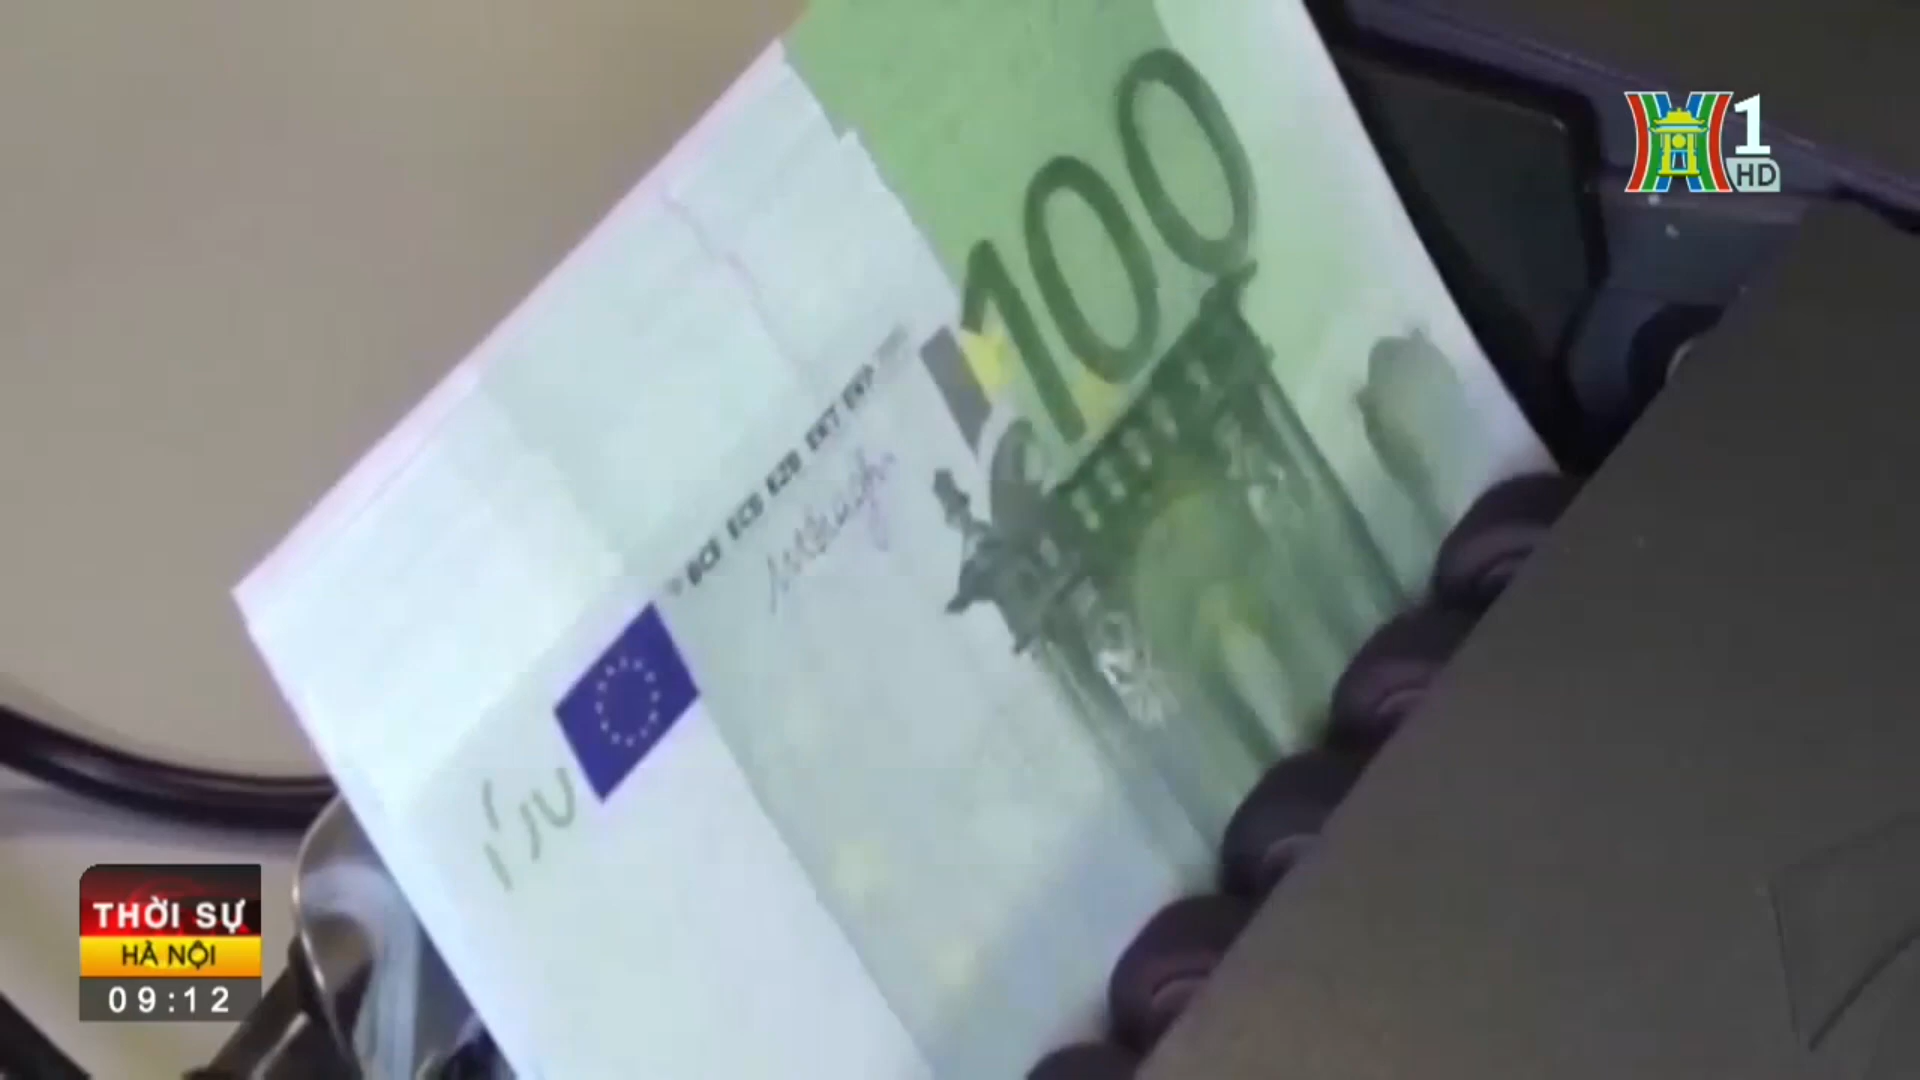 1
HD
100
BCE ECB EZB EKT EKP
THỜI SỰ
HÀ NỘI
09:12